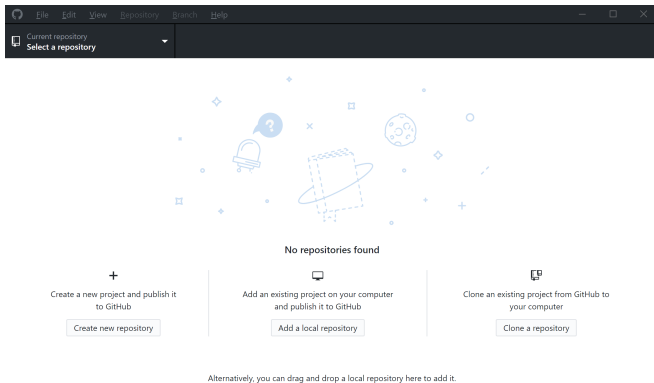 File Edit View Repository Branch Help
Current repository
Select a repository
?
No repositories found
Create a new project and publish it
to GitHub
Create new repository
Add an existing project on your computer
and publish it to GitHub
Add a local repository
Clone an existing project from GitHub to
your computer
Clone a repository
Alternatively, you can drag and drop a local repository here to add it.